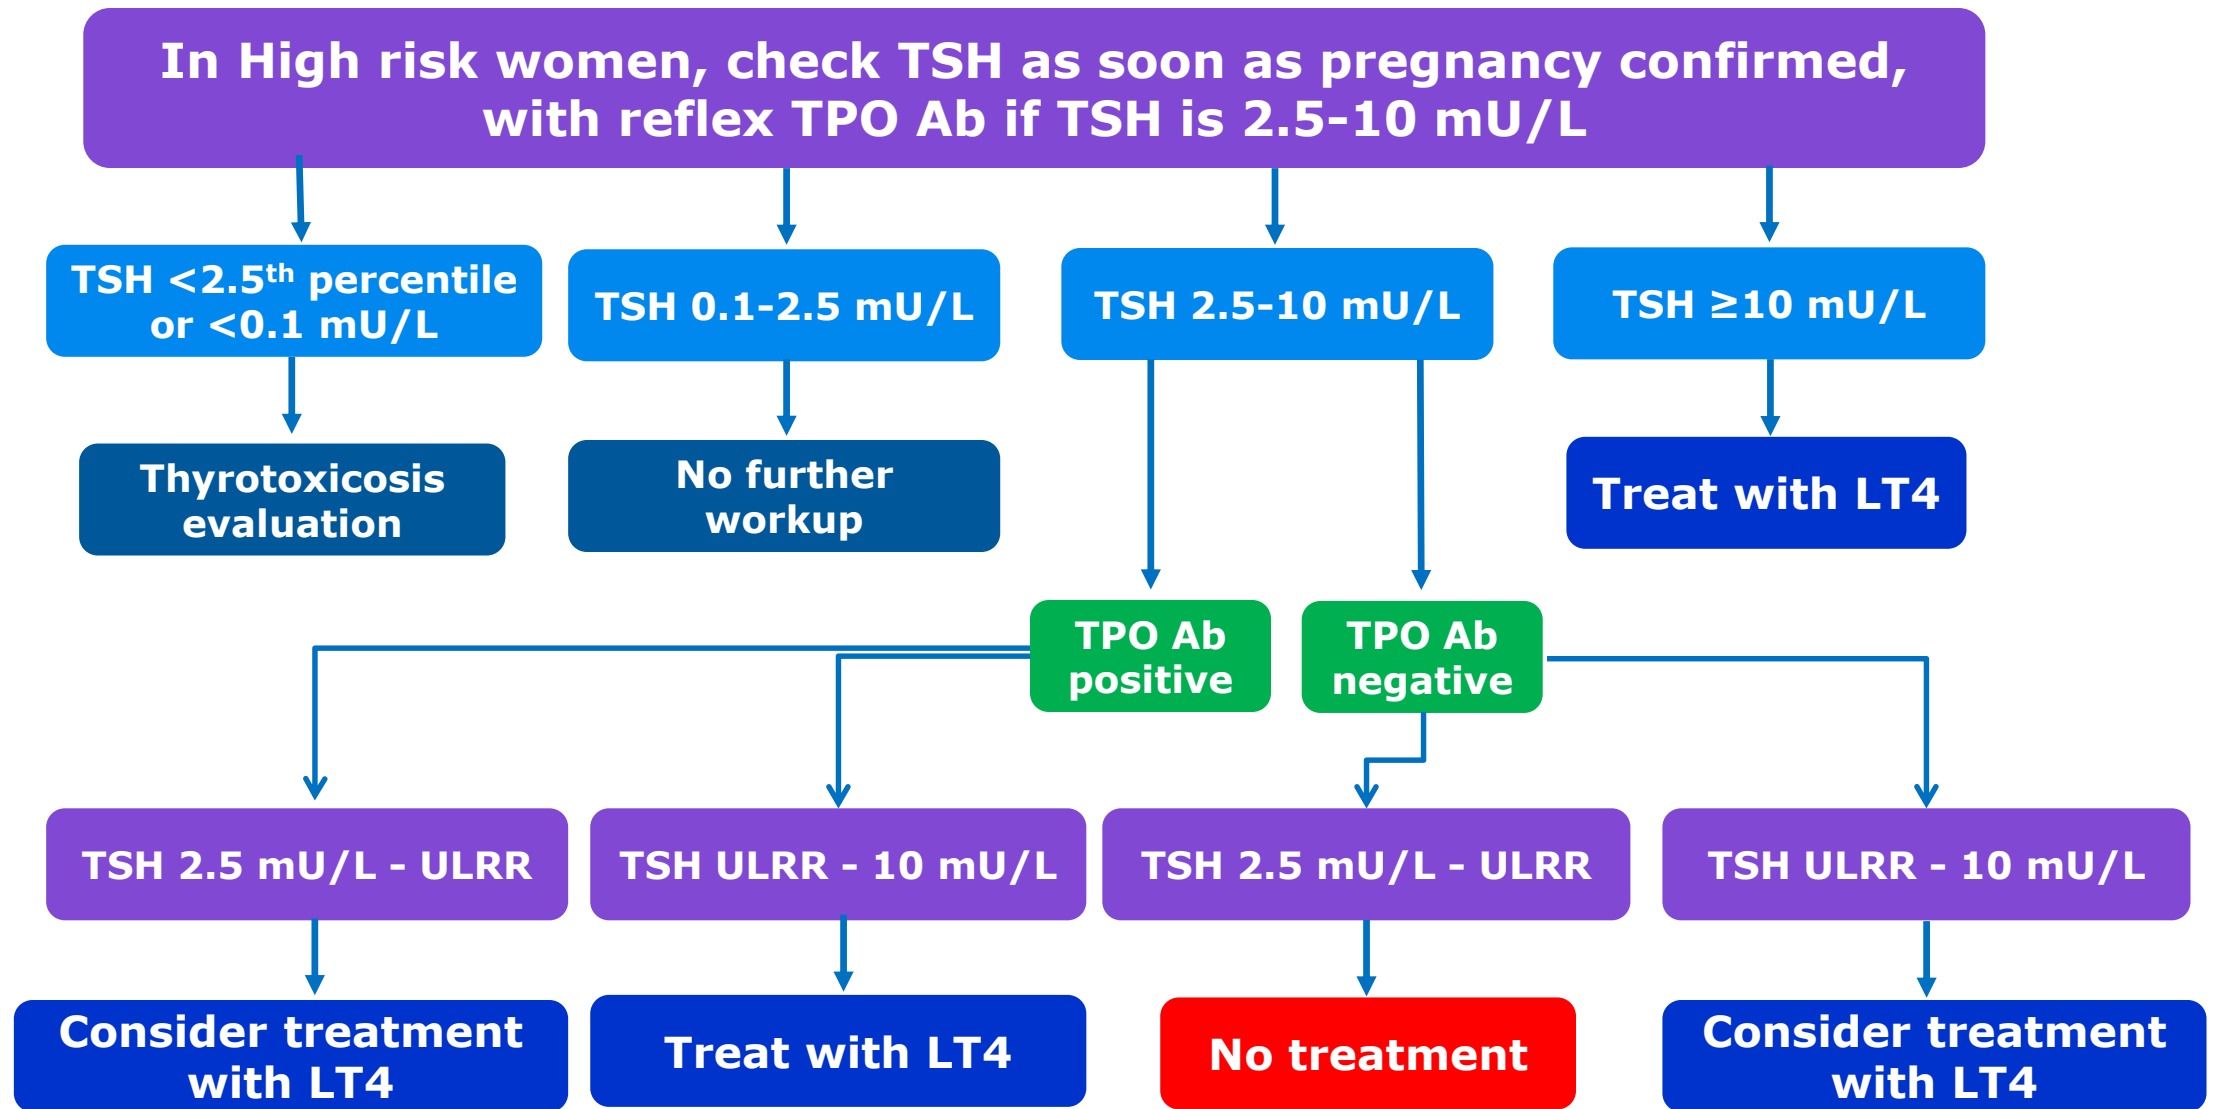 In High risk women, check TSH as soon as pregnancy confirmed,
with reflex TPO Ab if TSH is 2.5-10 mU/L
TSH <2.5th percentile
or <0.1 mU/L
TSH 0.1-2.5 mU/L
TSH 2.5-10 mU/L
TSH ≥10 mU/L
Thyrotoxicosis
evaluation
No further
workup
Treat with LT4
TPO Ab
positive
TPO Ab
negative
TSH 2.5 mU/L - ULRR
TSH ULRR - 10 mU/L
TSH 2.5 mU/L - ULRR
TSH ULRR - 10 mU/L
Consider treatment
with LT4
Treat with LT4
No treatment
Consider treatment
with LT4